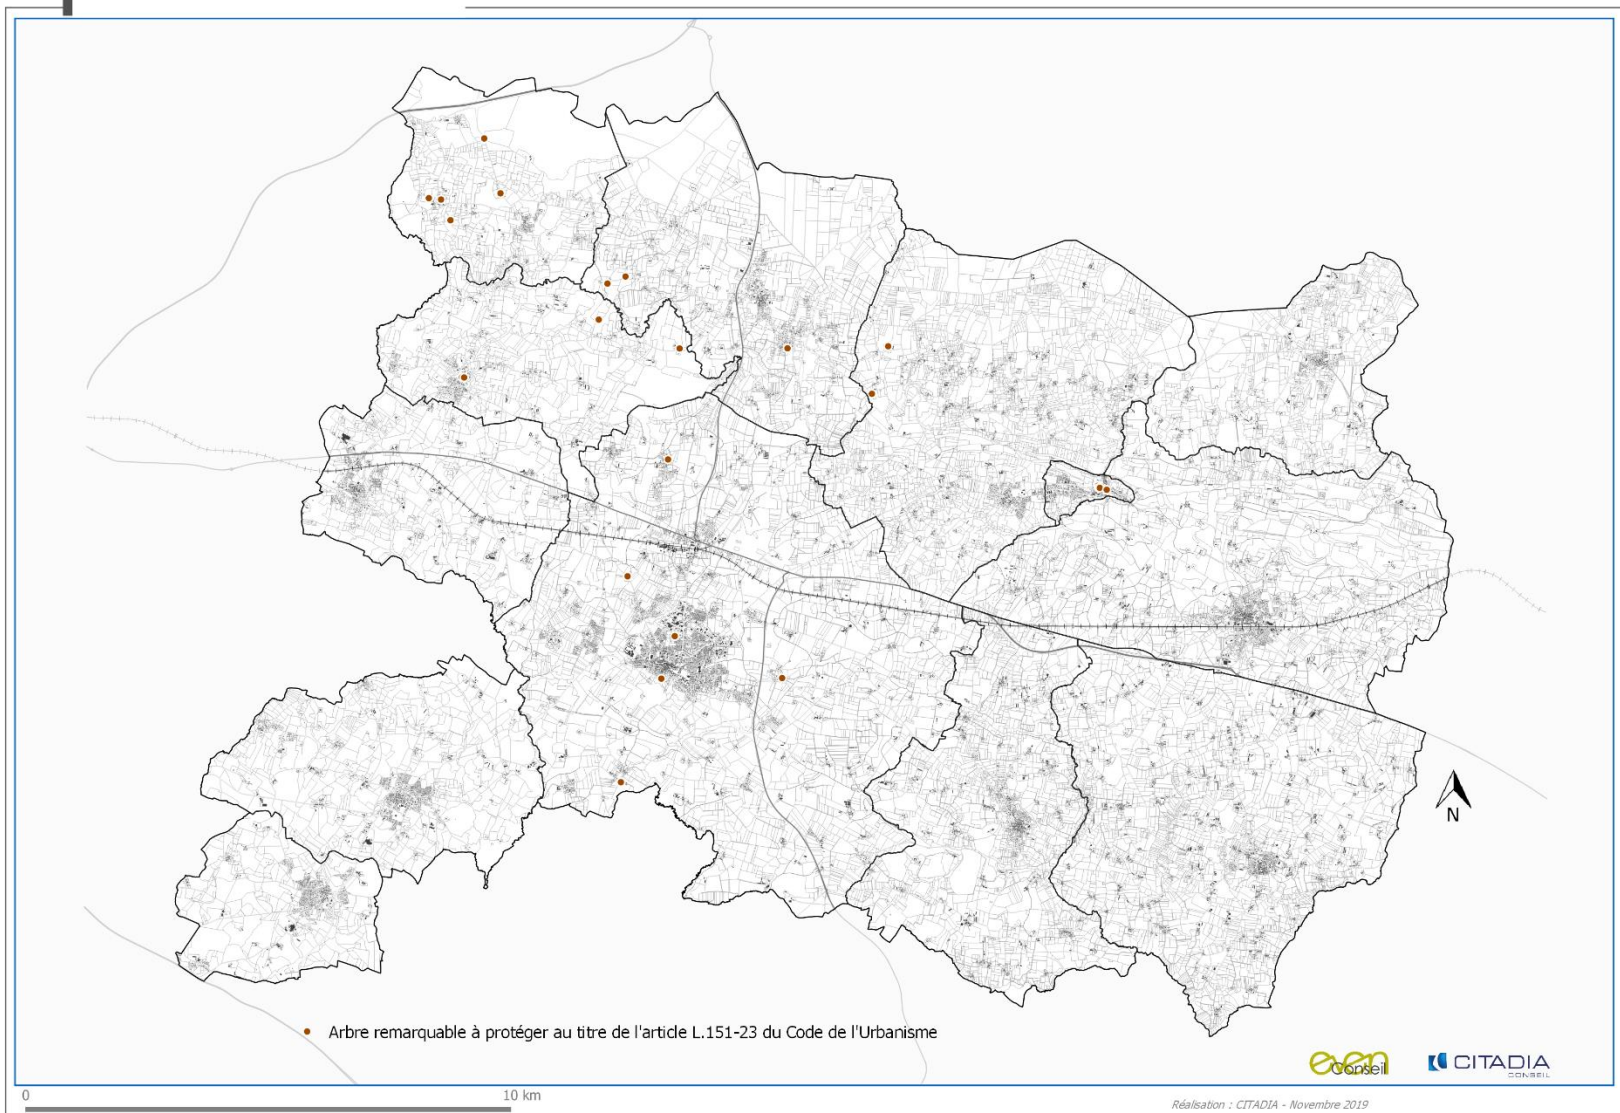 N
Arbre remarquable à protéger au titre de l'article L.151-23 du Code de l'Urbanisme
even
Conseil
CITADIA
CONSEIL
0
10 km
Réalisation : CITADIA - Novembre 2019